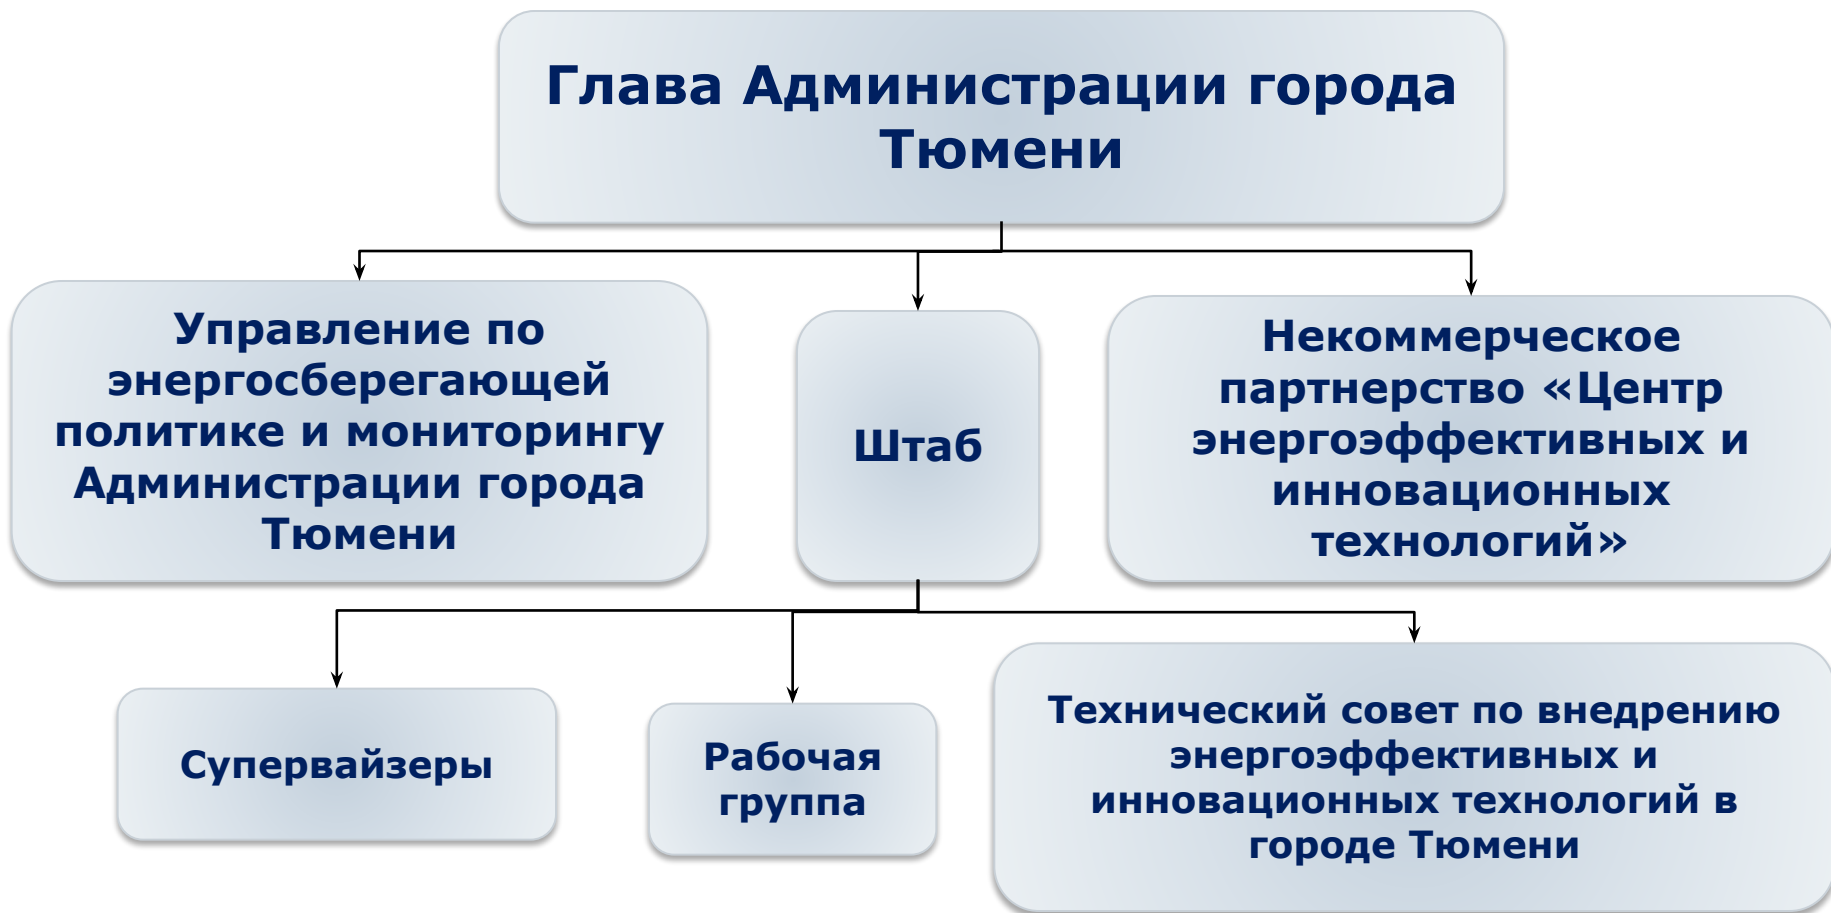 Глава Администрации города
Тюмени
Управление по
энергосберегающей
политике и мониторингу
Администрации города
Тюмени
Штаб
Некоммерческое
партнерство «Центр
энергоэффективных и
инновационных
технологий»
Супервайзеры
Рабочая
группа
Технический совет по внедрению
энергоэффективных и
инновационных технологий в
городе Тюмени